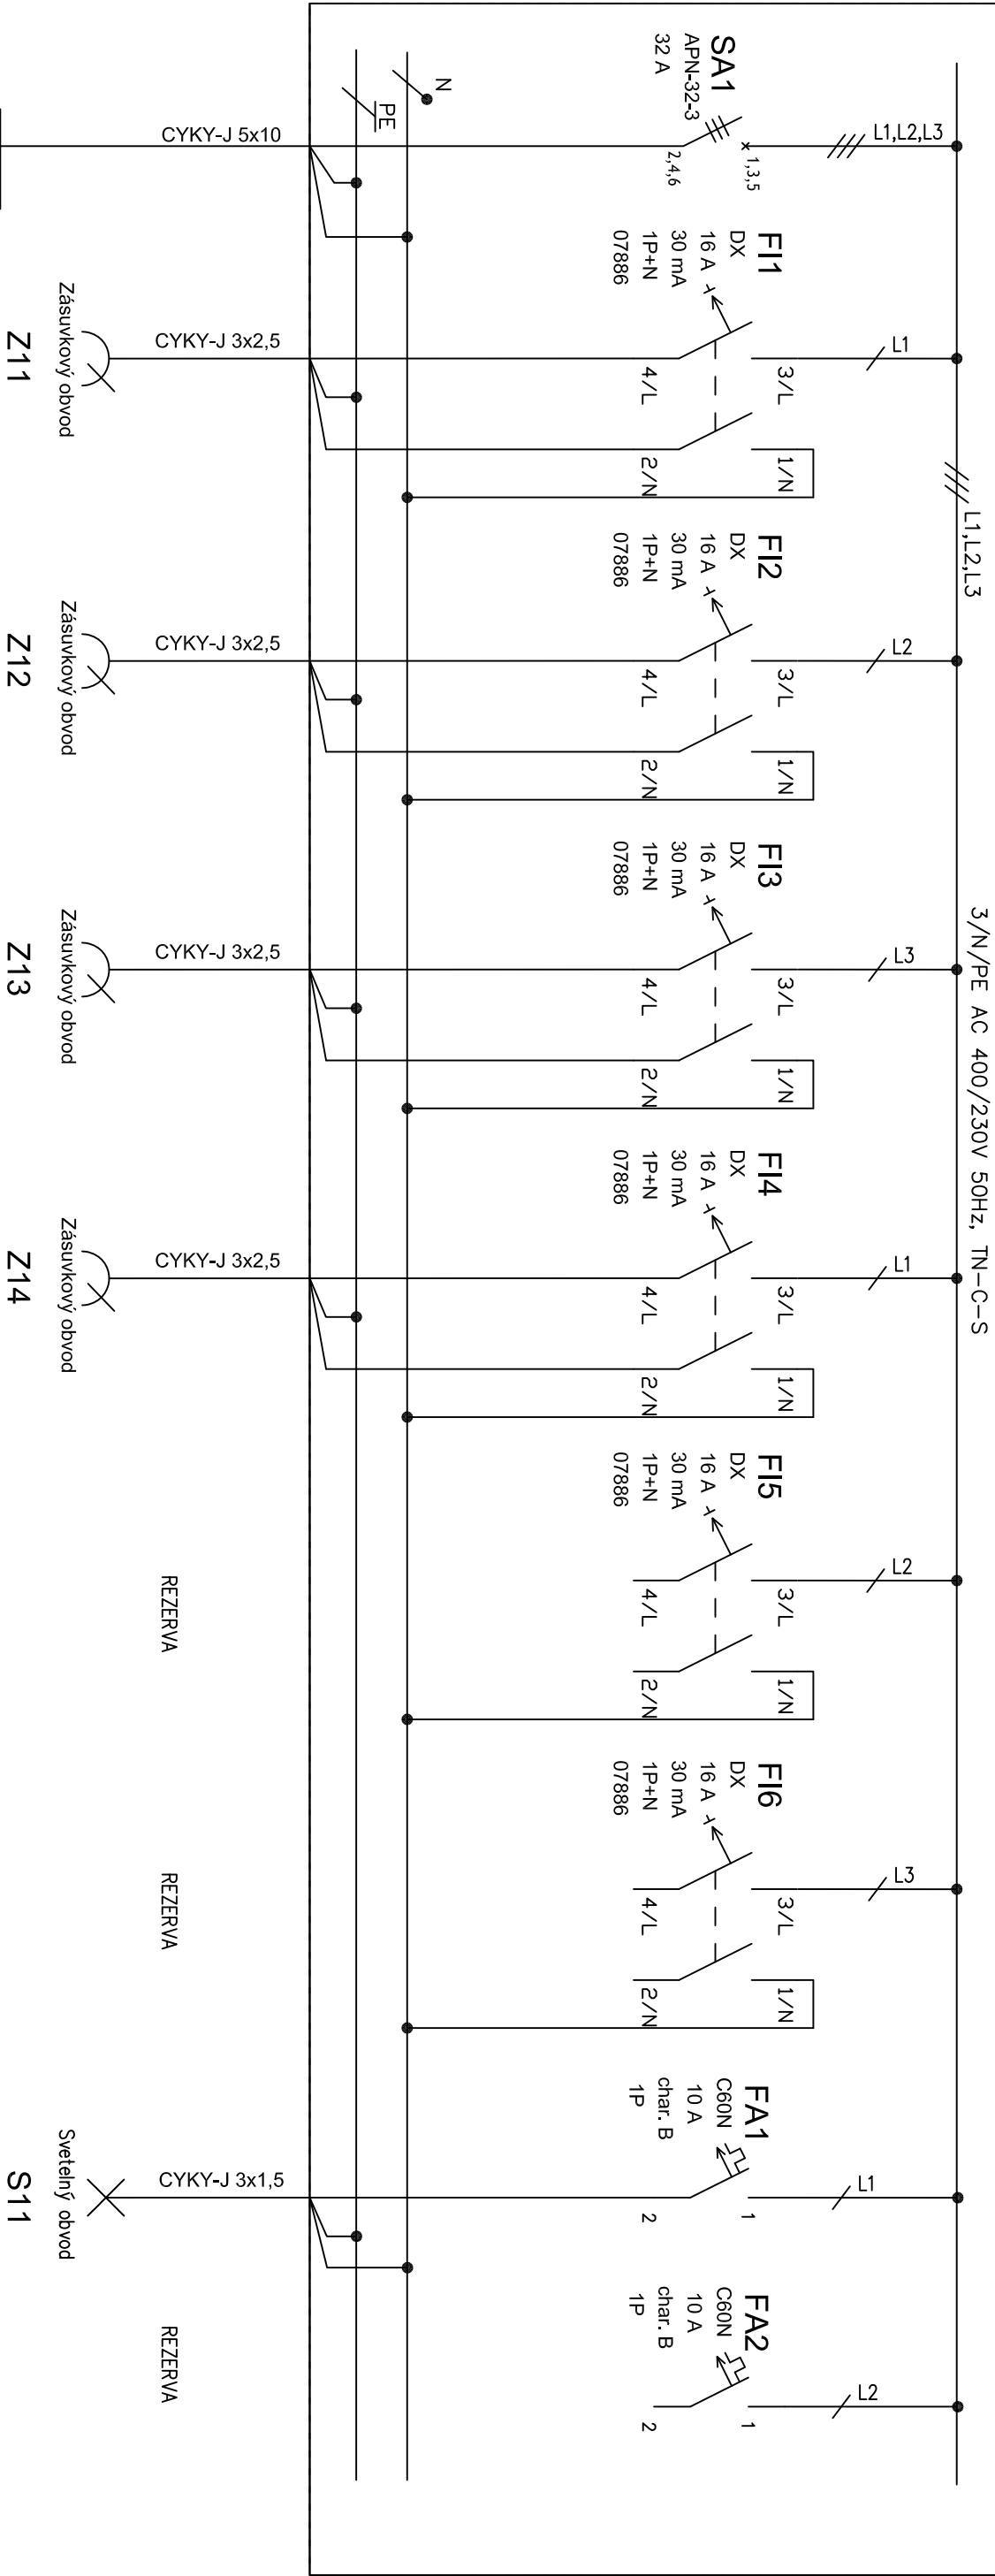 3/N/PE AC 400/230V 50Hz, TN-C-S
L1,L2,L3
L1,L2,L3
SA1
APN-32-3
32 A
1,3,5
2,4,6
N
PE
CYKY-J 5x10
L1
FI1
DX
16 A
30 mA
1P+N
07886
3/L
1/N
4/L
2/N
CYKY-J 3x2,5
Zásuvkový obvod
Z11
L2
FI2
DX
16 A
30 mA
1P+N
07886
3/L
1/N
4/L
2/N
CYKY-J 3x2,5
Zásuvkový obvod
Z12
L3
FI3
DX
16 A
30 mA
1P+N
07886
3/L
1/N
4/L
2/N
CYKY-J 3x2,5
Zásuvkový obvod
Z13
L1
FI4
DX
16 A
30 mA
1P+N
07886
3/L
1/N
4/L
2/N
CYKY-J 3x2,5
Zásuvkový obvod
Z14
L2
FI5
DX
16 A
30 mA
1P+N
07886
3/L
1/N
4/L
2/N
REZERVA
L3
FI6
DX
16 A
30 mA
1P+N
07886
3/L
1/N
4/L
2/N
REZERVA
L1
FA1
C60N
10 A
char. B
1P
1
2
CYKY-J 3x1,5
Svetelný obvod
S11
L2
FA2
C60N
10 A
char. B
1P
1
2
REZERVA